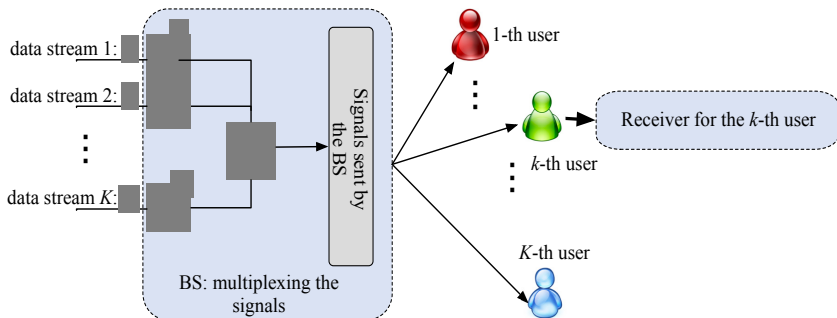 data stream 1:
data stream 2:
data stream K:
Signals sent by
the BS
BS: multiplexing the
signals
1-th user
k-th user
K-th user
Receiver for the k-th user